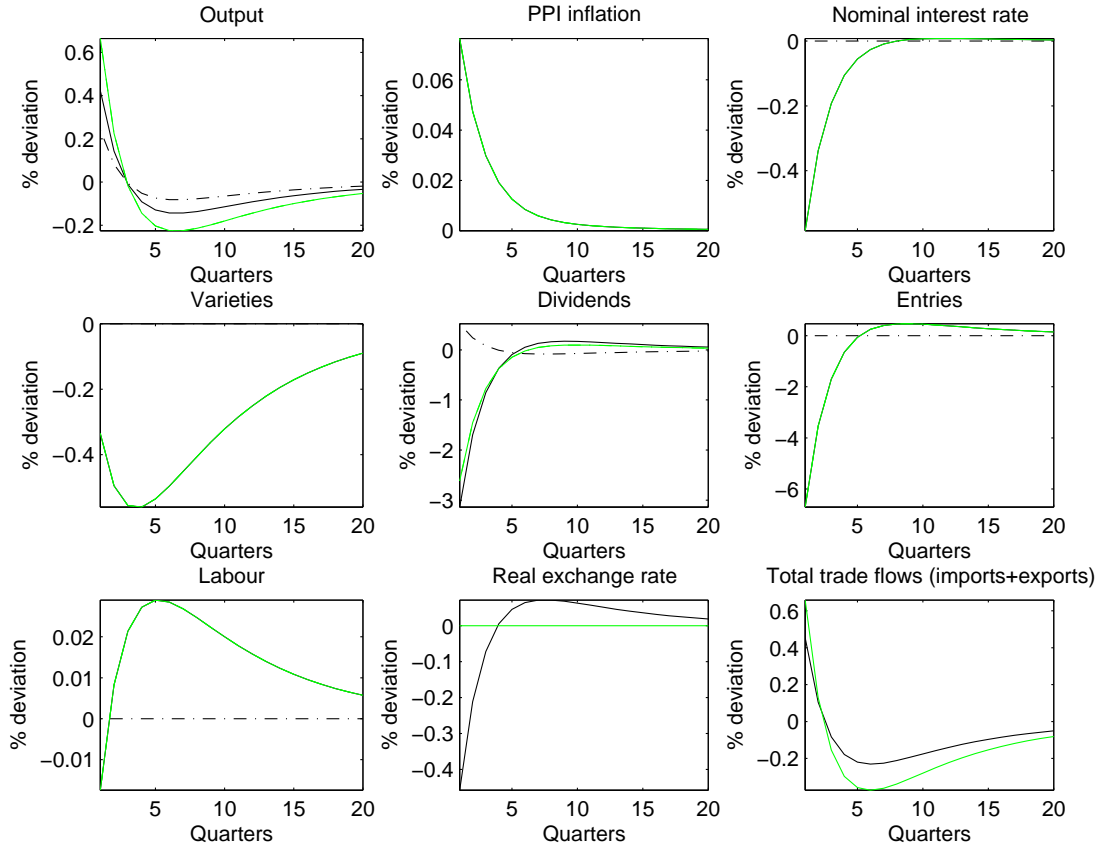 Output
PPI inflation
Nominal interest rate
% deviation
0.6
0.4
0.2
0
−0.2
5
10
15
20
Quarters
% deviation
0.06
0.04
0.02
0
5
10
15
20
Quarters
% deviation
0
−0.2
−0.4
5
10
15
20
Quarters
Varieties
Dividends
Entries
% deviation
0
−0.2
−0.4
5
10
15
20
Quarters
% deviation
0
−1
−2
−3
5
10
15
20
Quarters
% deviation
0
−2
−4
−6
5
10
15
20
Quarters
Labour
Real exchange rate
Total trade flows (imports+exports)
% deviation
0.02
0.01
0
−0.01
5
10
15
20
Quarters
% deviation
0
−0.1
−0.2
−0.3
−0.4
5
10
15
20
Quarters
% deviation
0.6
0.4
0.2
0
−0.2
5
10
15
20
Quarters